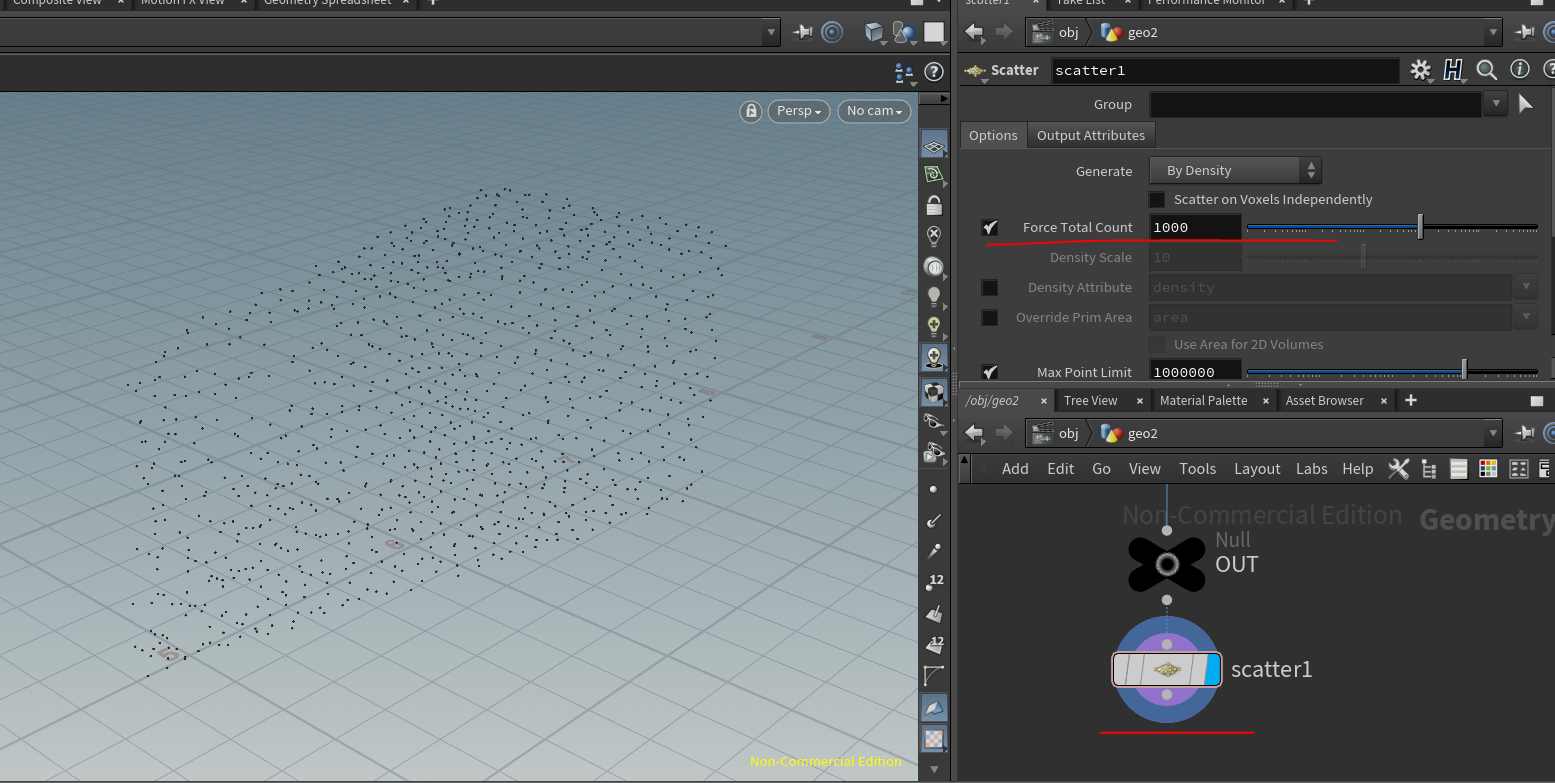 Composite View × Motion FX View × Geometry Spreadsheet × +
scatter1 × Take List × Performance Monitor × +
obj geo2
Scatter scatter1
Persp No cam
Group
Options Output Attributes
Generate By Density
Scatter on Voxels Independently
Force Total Count 1000
Density Scale 10
Density Attribute density
Override Prim Area area
Use Area for 2D Volumes
Max Point Limit 1000000
/obj/geo2 × Tree View × Material Palette × Asset Browser × +
obj geo2
Add Edit Go View Tools Layout Labs Help
Non-Commercial Edition Geometry
Null
OUT
12
12
scatter1
5
Non-Commercial Edition